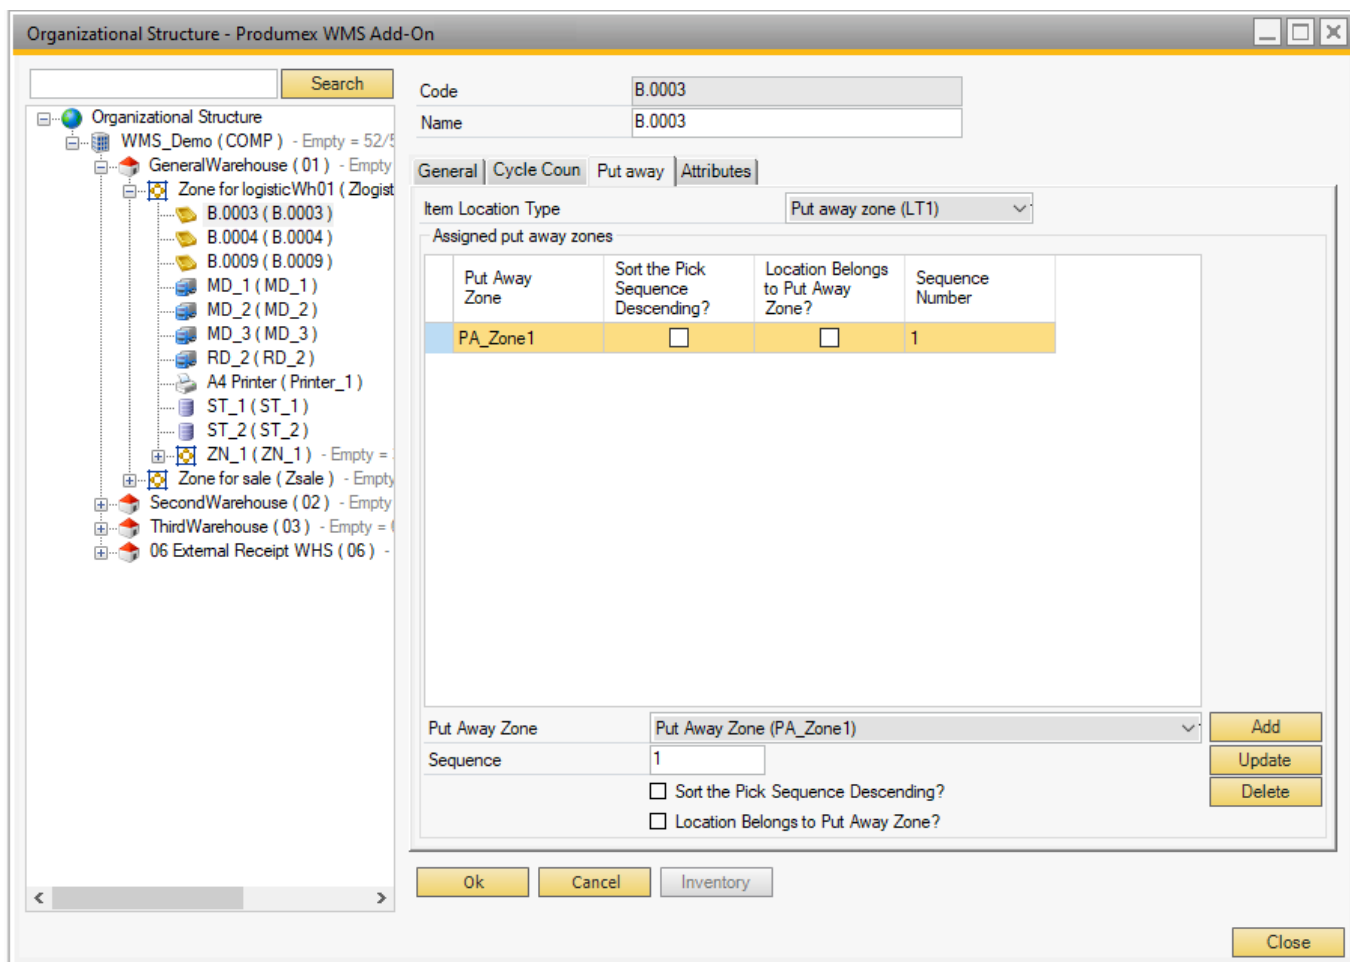 Organizational Structure - Produmex WMS Add-On
Search
Organizational Structure
WMS_Demo ( COMP ) - Empty = 52/5
GeneralWarehouse ( 01 ) - Empty
Zone for logisticWh01 ( Zlogist
B.0003 ( B.0003 )
B.0004 ( B.0004 )
B.0009 ( B.0009 )
MD_1 ( MD_1 )
MD_2 ( MD_2 )
MD_3 ( MD_3 )
RD_2 ( RD_2 )
A4 Printer ( Printer_1 )
ST_1 ( ST_1 )
ST_2 ( ST_2 )
ZN_1 ( ZN_1 ) - Empty =
Zone for sale ( Zsale ) - Empty
SecondWarehouse ( 02 ) - Empty
ThirdWarehouse ( 03 ) - Empty =
06 External Receipt WHS ( 06 ) -
Code B.0003
Name B.0003
General Cycle Coun Put away Attributes
Item Location Type Put away zone (LT1)
Assigned put away zones
Put Away Zone
Sort the Pick Sequence Descending?
Location Belongs to Put Away Zone?
Sequence Number
PA_Zone1 1
Put Away Zone Put Away Zone (PA_Zone1) Add
Sequence 1 Update
Sort the Pick Sequence Descending? Delete
Location Belongs to Put Away Zone?
Ok Cancel Inventory
Close